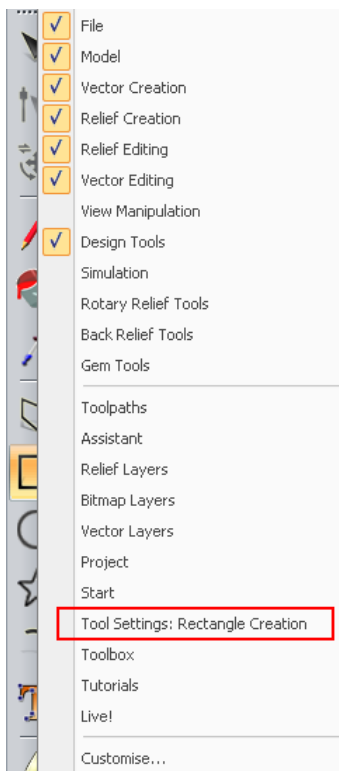 File
Model
Vector Creation
Relief Creation
Relief Editing
Vector Editing
View Manipulation
Design Tools
Simulation
Rotary Relief Tools
Back Relief Tools
Gem Tools
Toolpaths
Assistant
Relief Layers
Bitmap Layers
Vector Layers
Project
Start
Tool Settings: Rectangle Creation
Toolbox
Tutorials
Live!
Customise...